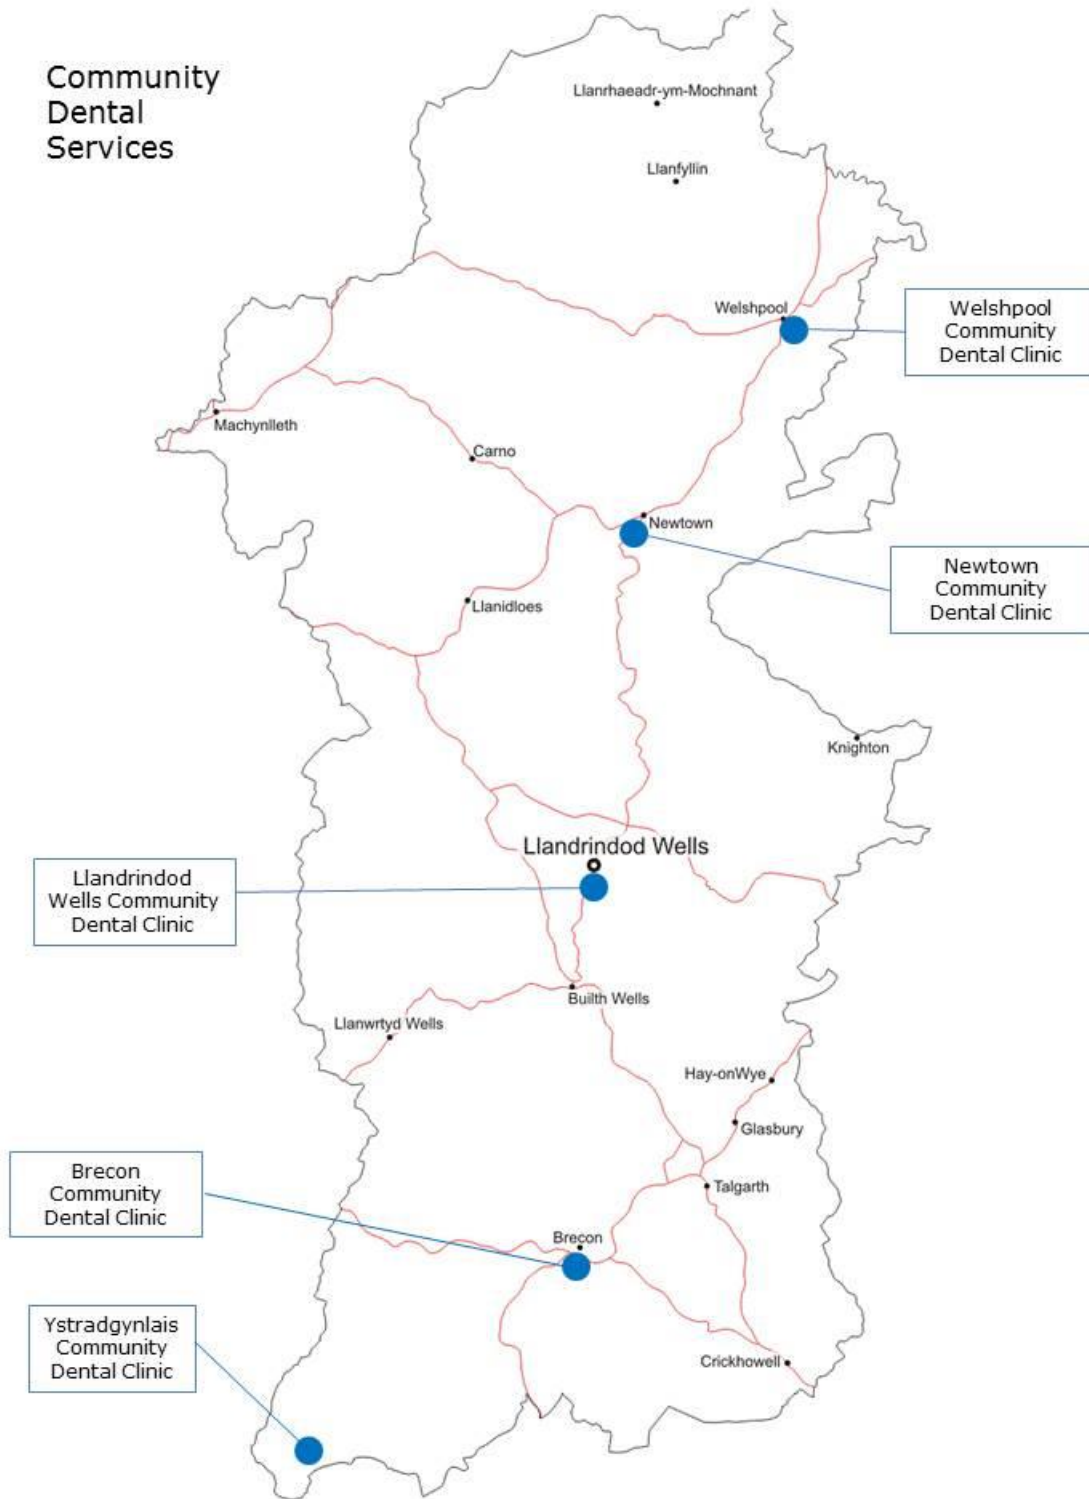 Community
Dental
Services
Llanrhaeadr-ym-Mochnant
Llanfyllin
Welshpool
Welshpool
Community
Dental Clinic
Machynlleth
Carno
Newtown
Newtown
Community
Dental Clinic
Llanidloes
Knighton
Llandrindod Wells
Llandrindod
Wells Community
Dental Clinic
Builth Wells
Llanwrtyd Wells
Hay-onWye
Glasbury
Talgarth
Brecon
Community
Dental Clinic
Brecon
Ystradgynlais
Community
Dental Clinic
Crickhowell